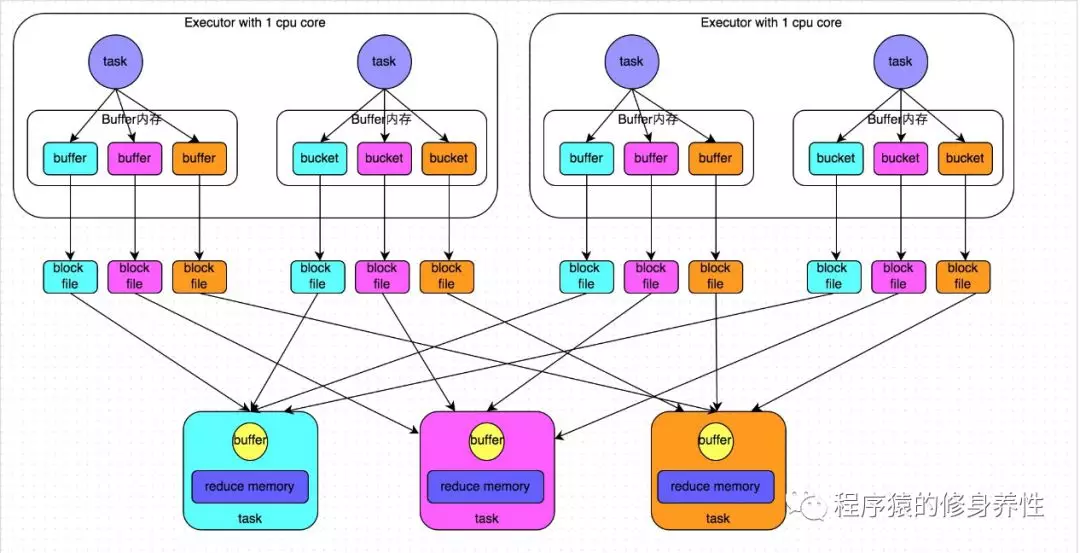 Executor with 1 cpu core
Executor with 1 cpu core
task
task
task
task
Buffer内存
Buffer内存
Buffer内存
Buffer内存
buffer
buffer
buffer
bucket
bucket
bucket
buffer
buffer
buffer
bucket
bucket
bucket
block
file
block
file
block
file
block
file
block
file
block
file
block
file
block
file
block
file
block
file
block
file
block
file
buffer
reduce memory
task
buffer
reduce memory
task
buffer
reduce memory
task
程序猿的修身养性